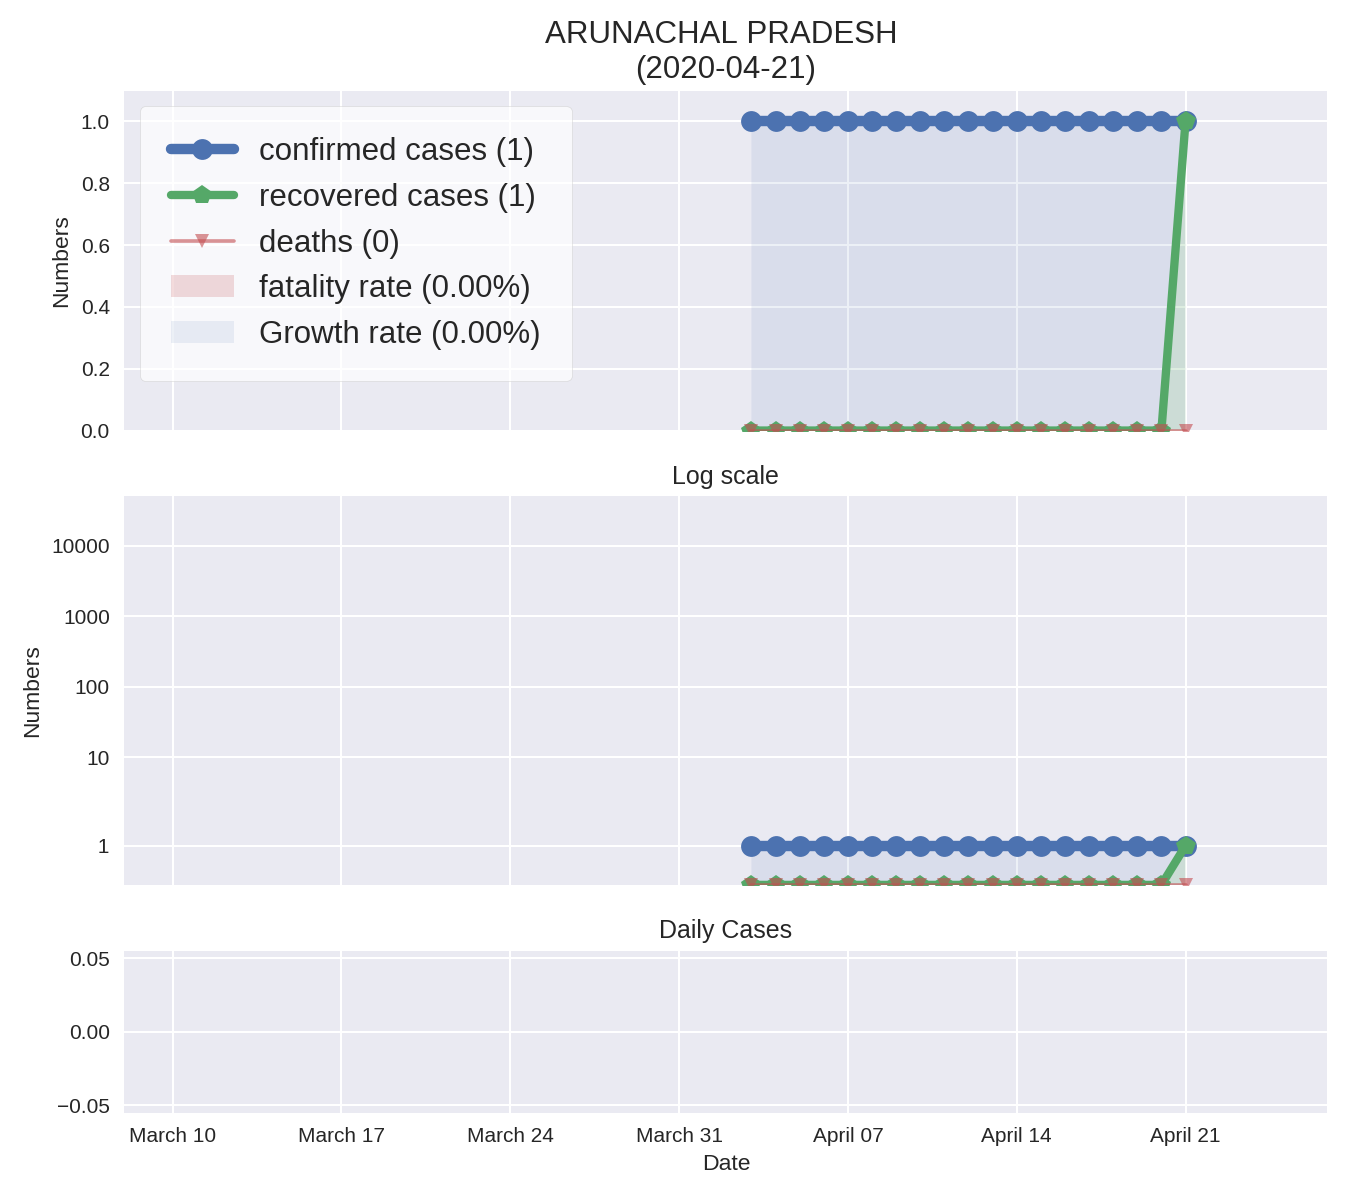 ARUNACHAL PRADESH
(2020-04-21)
1.0
0.8
0.6
0.4
0.2
0.0
Numbers
confirmed cases (1)
recovered cases (1)
deaths (0)
fatality rate (0.00%)
Growth rate (0.00%)
Log scale
10000
1000
100
10
1
Numbers
Daily Cases
0.05
0.00
−0.05
March 10 March 17 March 24 March 31 April 07 April 14 April 21
Date